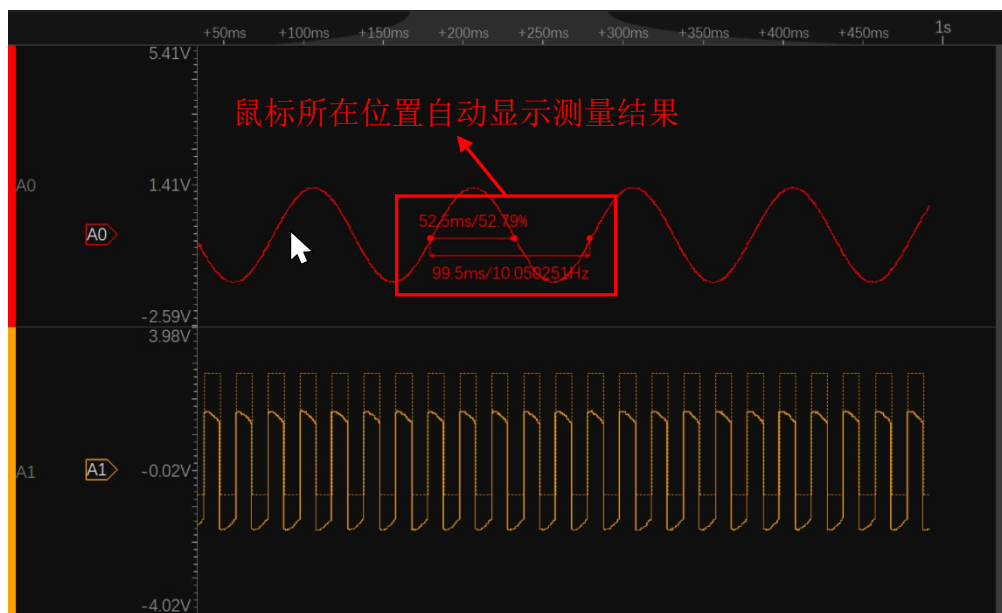 +50ms +100ms +150ms +200ms +250ms +300ms +350ms +400ms +450ms 1s
5.41V
鼠标所在位置自动显示测量结果
A0 1.41V
52.5ms/52.79%
A0
99.5ms/10.050251Hz
-2.59V
3.98V
A1 A1 -0.02V
-4.02V